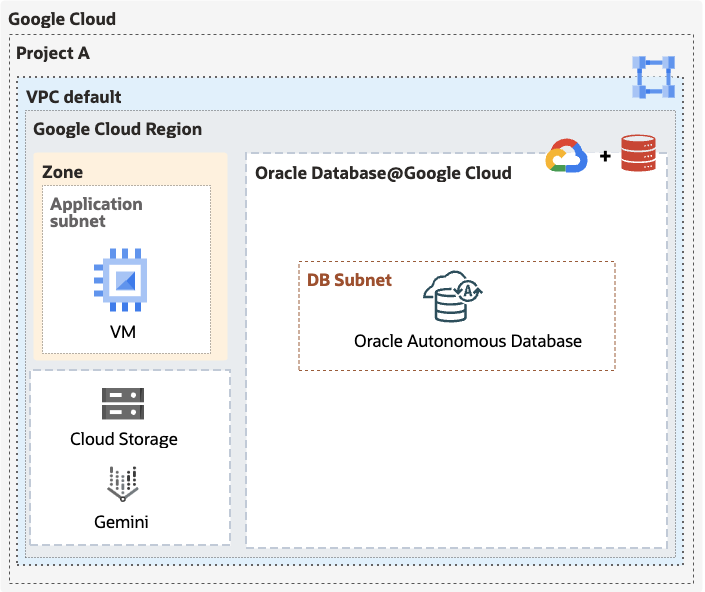 Google Cloud
Project A
VPC default
Google Cloud Region
Zone
Application
subnet
VM
Cloud Storage
Gemini
+
Oracle Database@Google Cloud
DB Subnet
A
Oracle Autonomous Database